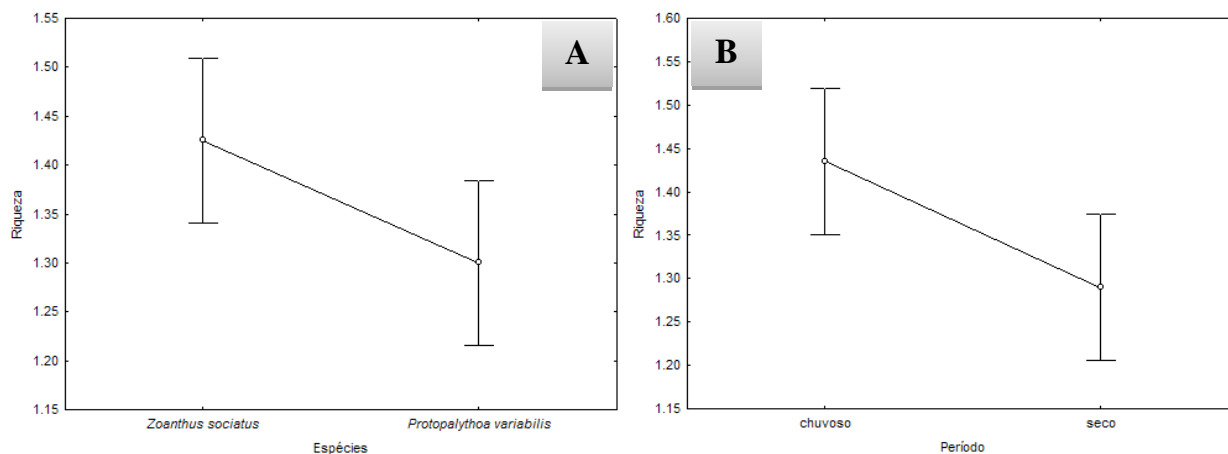 A
1.55
1.50
1.45
1.40
1.35
1.30
1.25
1.20
1.15
Riqueza
Zoanthus sociatus
Protopalythoa variabilis
Espécies
B
1.60
1.55
1.50
1.45
1.40
1.35
1.30
1.25
1.20
1.15
Riqueza
chuvoso
seco
Período